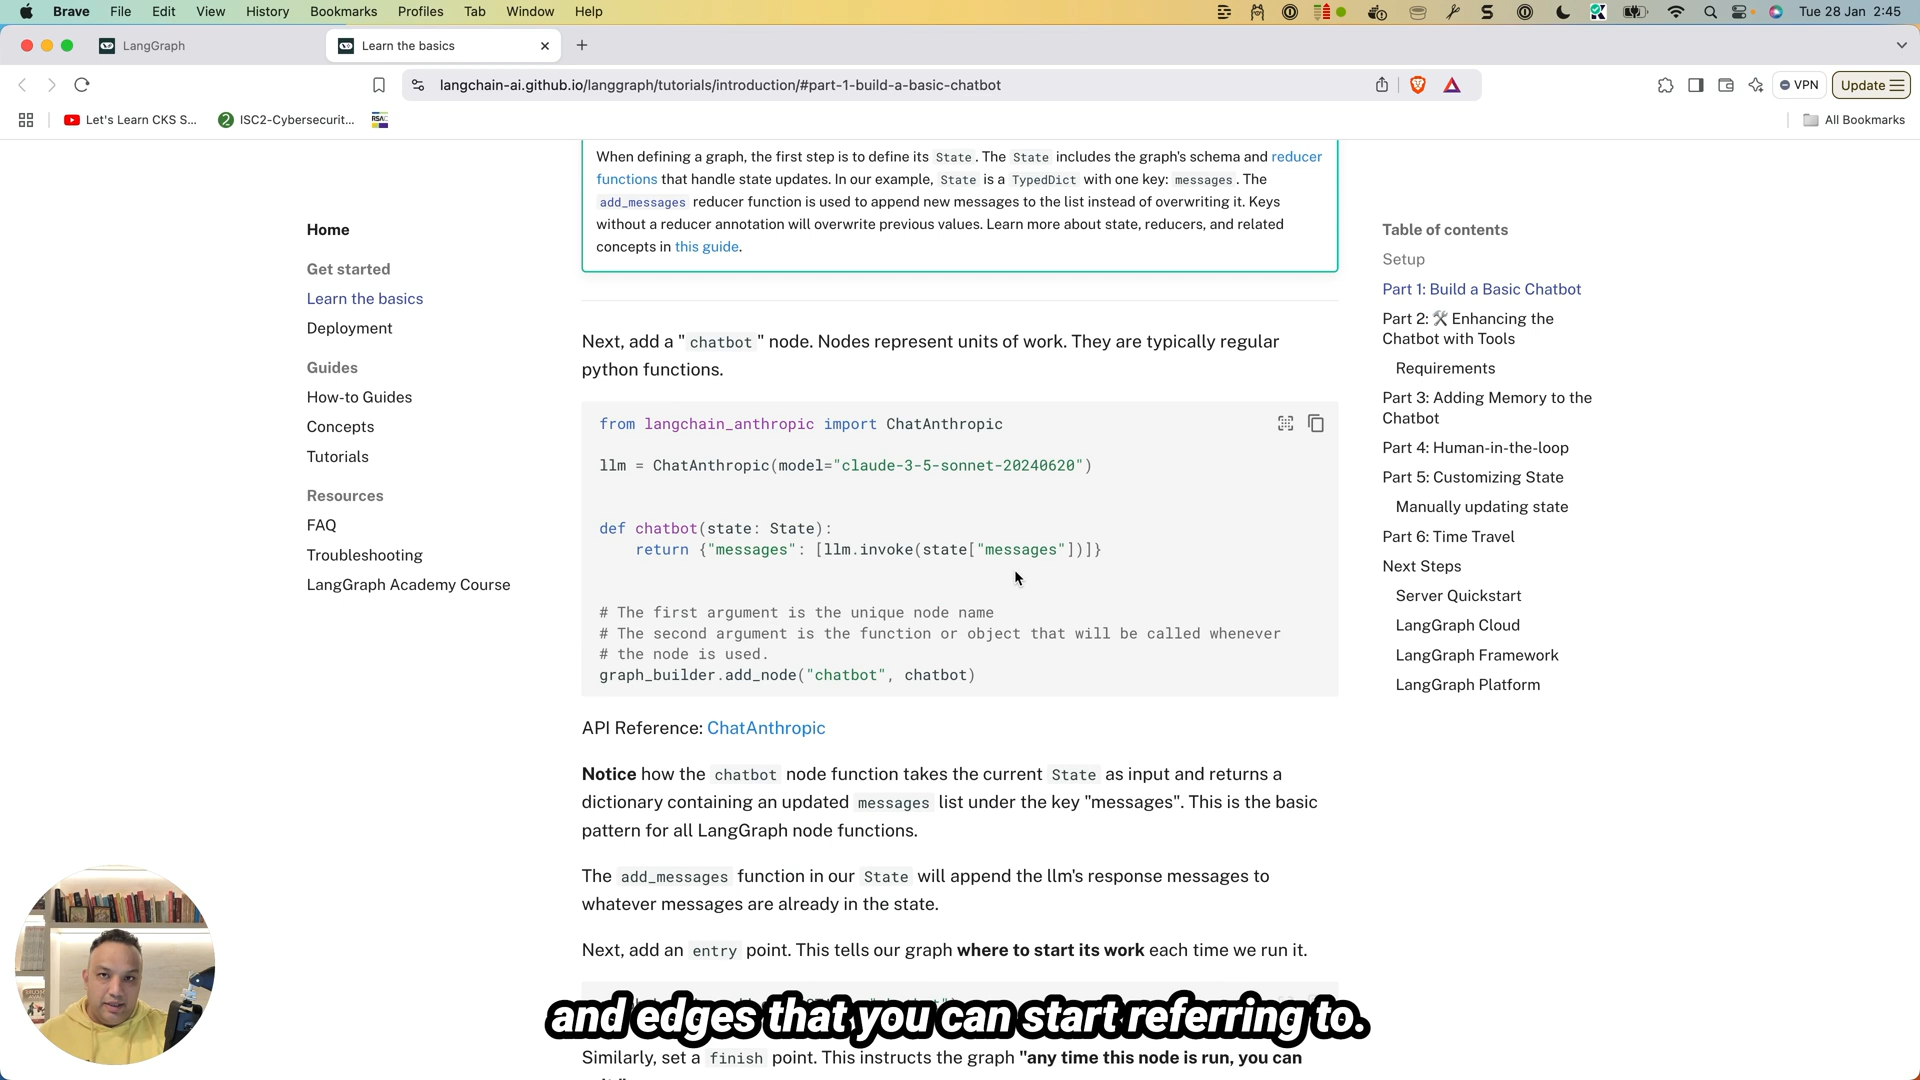 Brave File Edit View History Bookmarks Profiles Tab Window Help
Tue 28 Jan 2:45
LangGraph
Learn the basics
langchain-ai.github.io/langgraph/tutorials/introduction/#part-1-build-a-basic-chatbot
VPN
Update
Let's Learn CKS S...
ISC2-Cybersecurit...
RSAC
All Bookmarks
When defining a graph, the first step is to define its State. The State includes the graph's schema and reducer
functions that handle state updates. In our example, State is a TypedDict with one key: messages. The
add_messages reducer function is used to append new messages to the list instead of overwriting it. Keys
without a reducer annotation will overwrite previous values. Learn more about state, reducers, and related
concepts in this guide.
Home
Get started
Learn the basics
Deployment
Guides
How-to Guides
Concepts
Tutorials
Resources
FAQ
Troubleshooting
LangGraph Academy Course
Next, add a "chatbot" node. Nodes represent units of work. They are typically regular
python functions.
from langchain_anthropic import ChatAnthropic
llm = ChatAnthropic(model="claude-3-5-sonnet-20240620")
def chatbot(state: State):
return {"messages": [llm.invoke(state["messages"])]}
# The first argument is the unique node name
# The second argument is the function or object that will be called whenever
# the node is used.
graph_builder.add_node("chatbot", chatbot)
API Reference: ChatAnthropic
Notice how the chatbot node function takes the current State as input and returns a
dictionary containing an updated messages list under the key "messages". This is the basic
pattern for all LangGraph node functions.
The add_messages function in our State will append the llm's response messages to
whatever messages are already in the state.
Next, add an entry point. This tells our graph where to start its work each time we run it.
and edges that you can start referring to.
Similarly, set a finish point. This instructs the graph "any time this node is run, you can
Table of contents
Setup
Part 1: Build a Basic Chatbot
Part 2: 🛠️ Enhancing the
Chatbot with Tools
Requirements
Part 3: Adding Memory to the
Chatbot
Part 4: Human-in-the-loop
Part 5: Customizing State
Manually updating state
Part 6: Time Travel
Next Steps
Server Quickstart
LangGraph Cloud
LangGraph Framework
LangGraph Platform